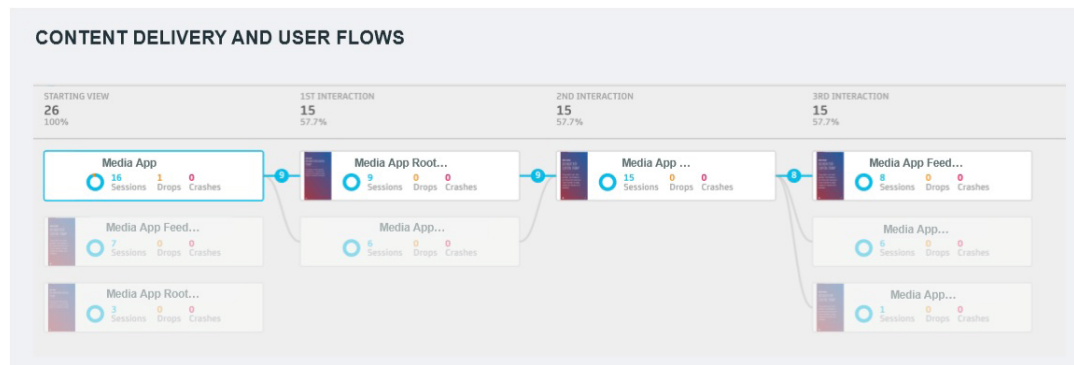 CONTENT DELIVERY AND USER FLOWS
STARTING VIEW
26
100%
1ST INTERACTION
15
57.7%
2ND INTERACTION
15
57.7%
3RD INTERACTION
15
57.7%
Media App
16 1 0
Sessions Drops Crashes
9
Media App Root...
9 0 0
Sessions Drops Crashes
9
Media App ...
15 0 0
Sessions Drops Crashes
8
Media App Feed...
8 0 0
Sessions Drops Crashes
Media App Feed...
7 0 0
Sessions Drops Crashes
Media App...
6 0 0
Sessions Drops Crashes
Media App...
6 0 0
Sessions Drops Crashes
Media App Root...
3 0 0
Sessions Drops Crashes
Media App...
1 0 0
Sessions Drops Crashes